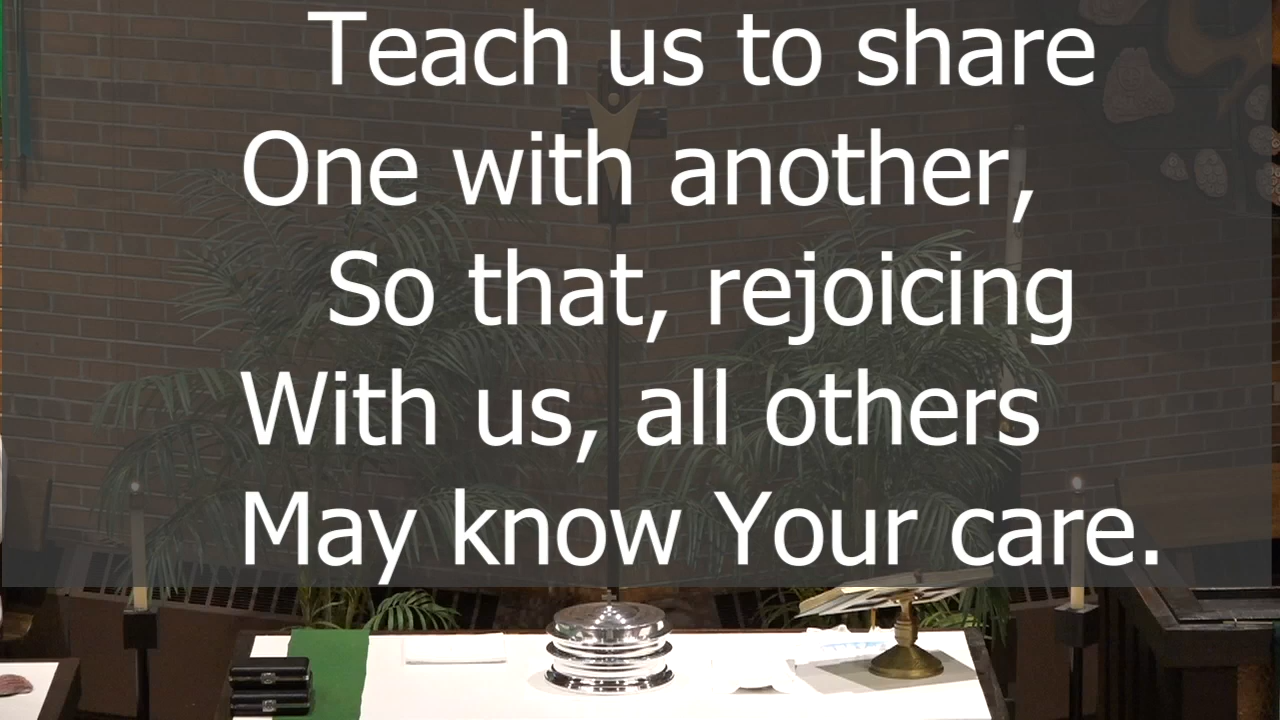 Teach us to share
One with another,
So that, rejoicing
With us, all others
May know Your care.